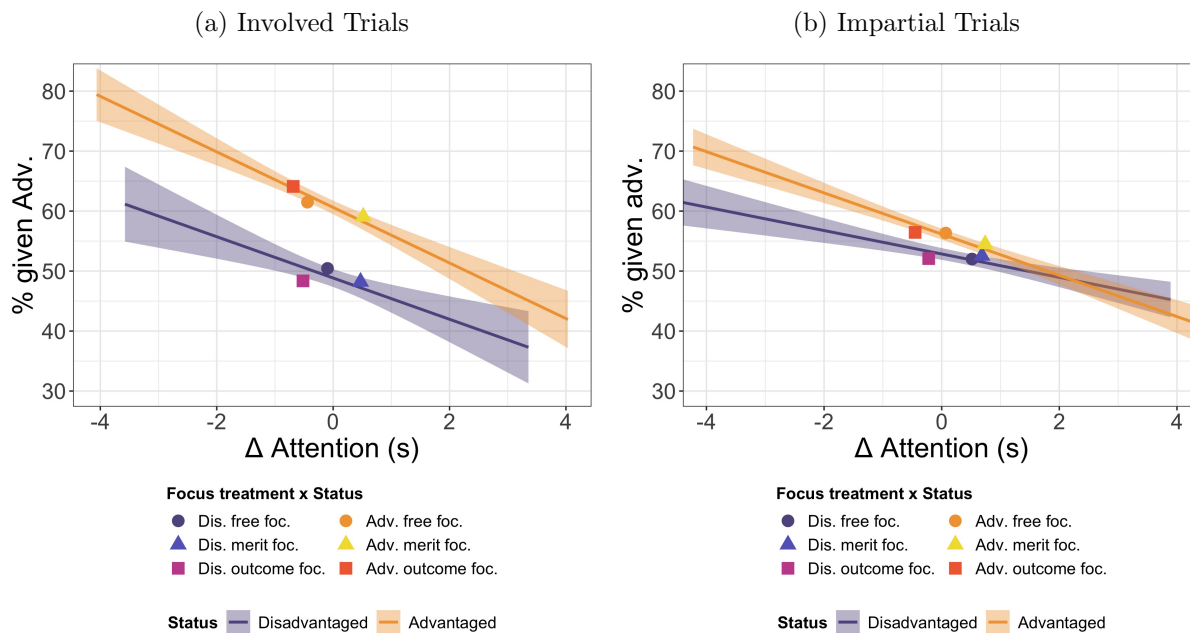 (a) Involved Trials
% given Adv.
80
70
60
50
40
30
-4 -2 0 2 4
Δ Attention (s)
Focus treatment x Status
Dis. free foc. Adv. free foc.
Dis. merit foc. Adv. merit foc.
Dis. outcome foc. Adv. outcome foc.
Status Disadvantaged Advantaged
(b) Impartial Trials
% given adv.
80
70
60
50
40
30
-4 -2 0 2 4
Δ Attention (s)
Focus treatment x Status
Dis. free foc. Adv. free foc.
Dis. merit foc. Adv. merit foc.
Dis. outcome foc. Adv. outcome foc.
Status Disadvantaged Advantaged